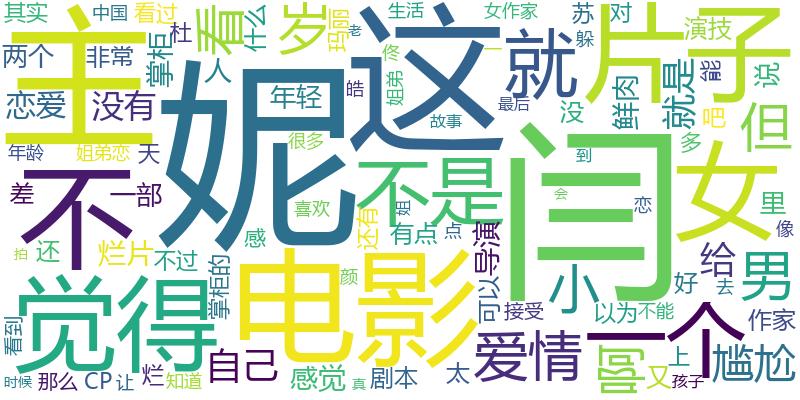 其实 中国 看过 看 什么 岁 玛丽 老 生活 女作家 苏 躲 对 演技
两个 非常 掌柜 杜 人 主 妮 这 就 片子 能 说
恋爱 没有 年轻 皓 姐弟 佟 一 鲜肉 就是 吧 但
年龄 姐弟恋 天 很多 故事 最后 没 多
差 一部 不 不是 闫 到 会 女 里
喜欢 还有 姐 恋 像
拍 还 烂片 不过 感 有点 点 导演 给 男
掌柜的 颜 电影 可以 小 好 去
看到 觉得 接受 以为 不能 一个 作家
自己 爱情 啊 上 尴尬
时候 那么 CP 让 烂 知道 感觉 真 剧本 太 又 孩子